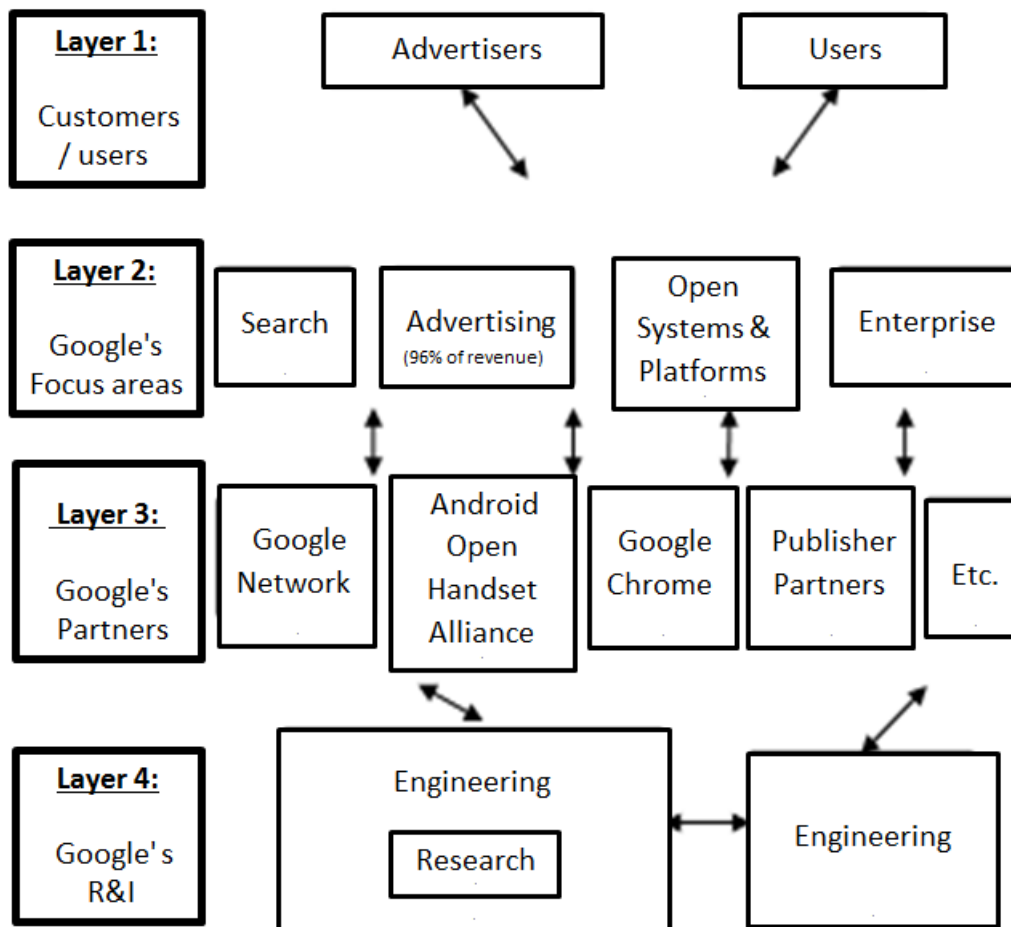 Layer 1:
Customers
/ users
Advertisers
Users
Layer 2:
Google's
Focus areas
Search
Advertising
(96% of revenue)
Open
Systems &
Platforms
Enterprise
Layer 3:
Google's
Partners
Google
Network
Android
Open
Handset
Alliance
Google
Chrome
Publisher
Partners
Etc.
Layer 4:
Google' s
R&I
Engineering
Research
Engineering